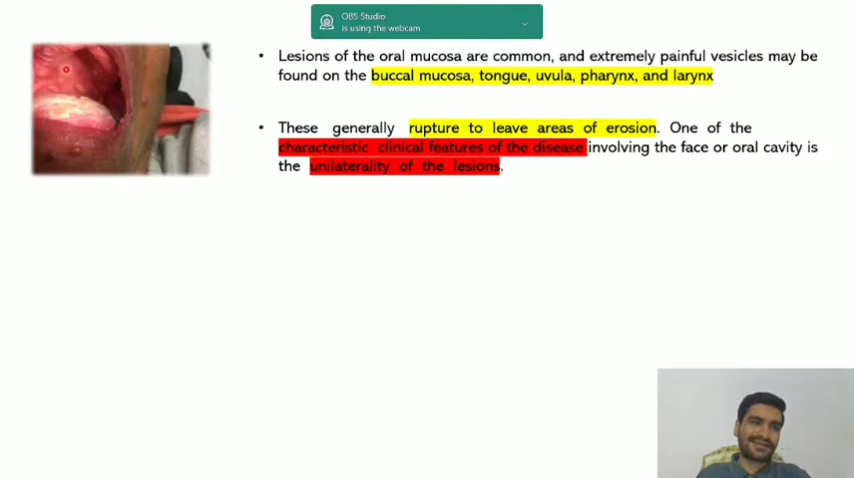 OBS Studio
is using the webcam
• Lesions of the oral mucosa are common, and extremely painful vesicles may be
found on the buccal mucosa, tongue, uvula, pharynx, and larynx
• These generally rupture to leave areas of erosion. One of the
characteristic clinical features of the disease involving the face or oral cavity is
the unilaterality of the lesions.